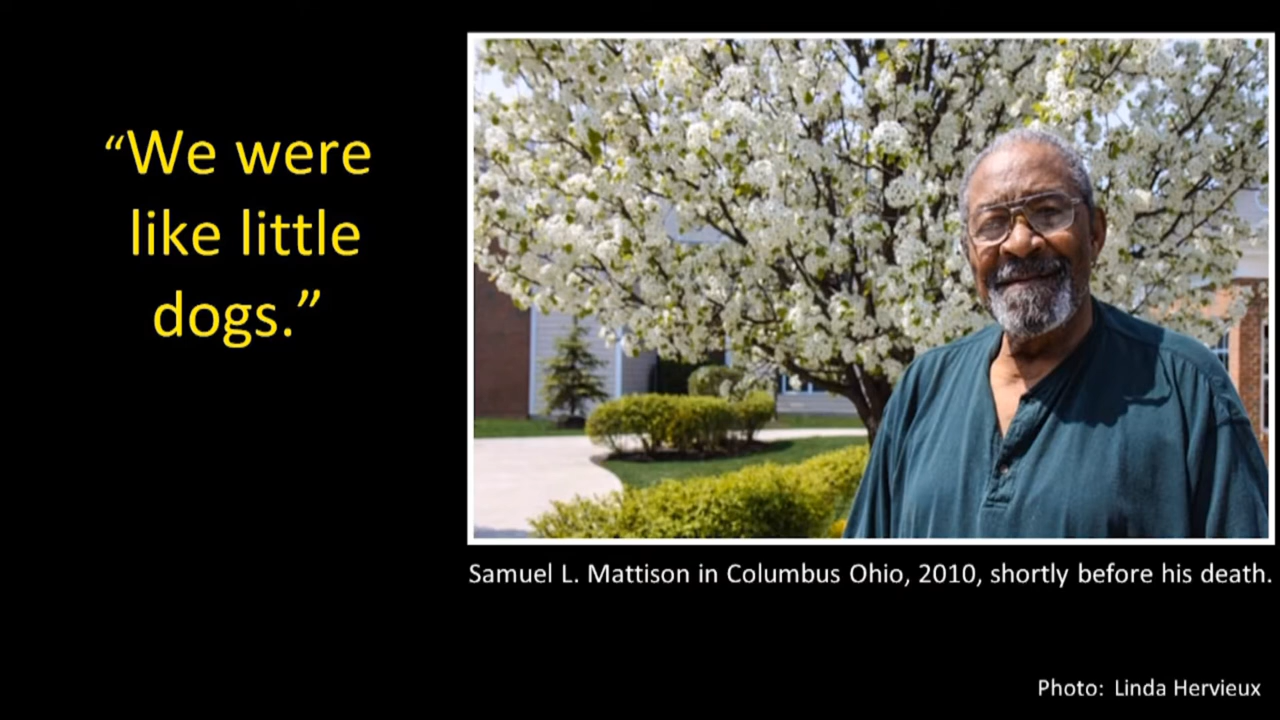 “We were
like little
dogs.”
Samuel L. Mattison in Columbus Ohio, 2010, shortly before his death.
Photo: Linda Hervieux